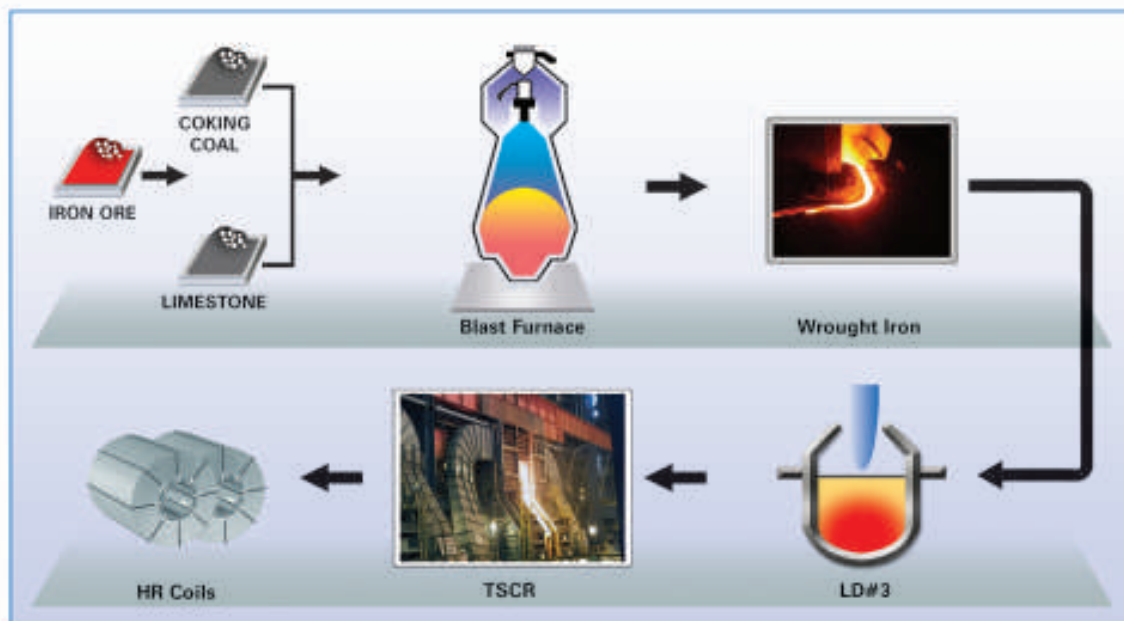 COKING
COAL
IRON ORE
LIMESTONE
Blast Furnace
Wrought Iron
HR Coils
TSCR
LD#3